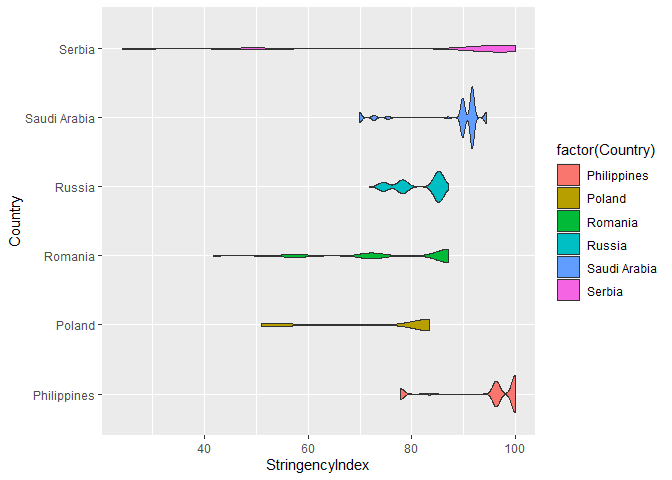 Serbia
Saudi Arabia
Russia
Romania
Poland
Philippines
Country
40 60 80 100
StringencyIndex
factor(Country)
Philippines
Poland
Romania
Russia
Saudi Arabia
Serbia